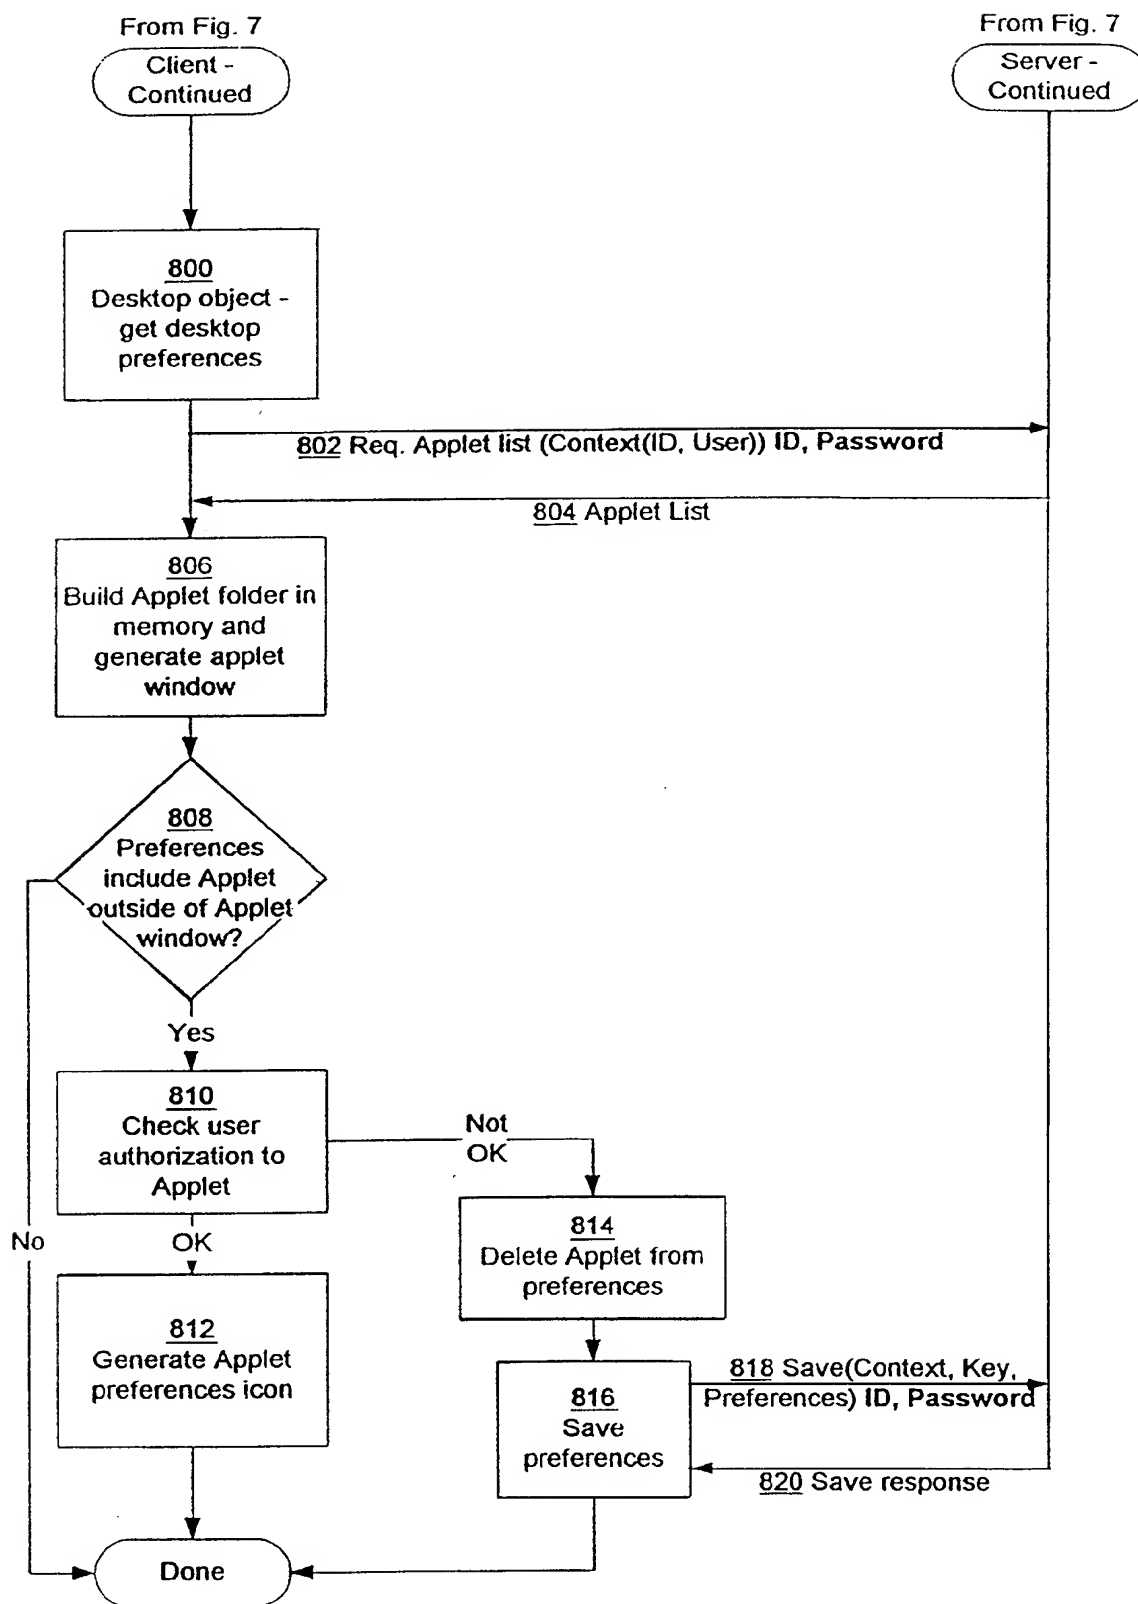 From Fig. 7
Client -
Continued
From Fig. 7
Server -
Continued
800
Desktop object -
get desktop
preferences
802 Req. Applet list (Context(ID, User)) ID, Password
804 Applet List
806
Build Applet folder in
memory and
generate applet
window
808
Preferences
include Applet
outside of Applet
window?
Yes
810
Check user
authorization to
Applet
Not
OK
No
OK
814
Delete Applet from
preferences
812
Generate Applet
preferences icon
816
Save
preferences
818 Save(Context, Key,
Preferences) ID, Password
820 Save response
Done